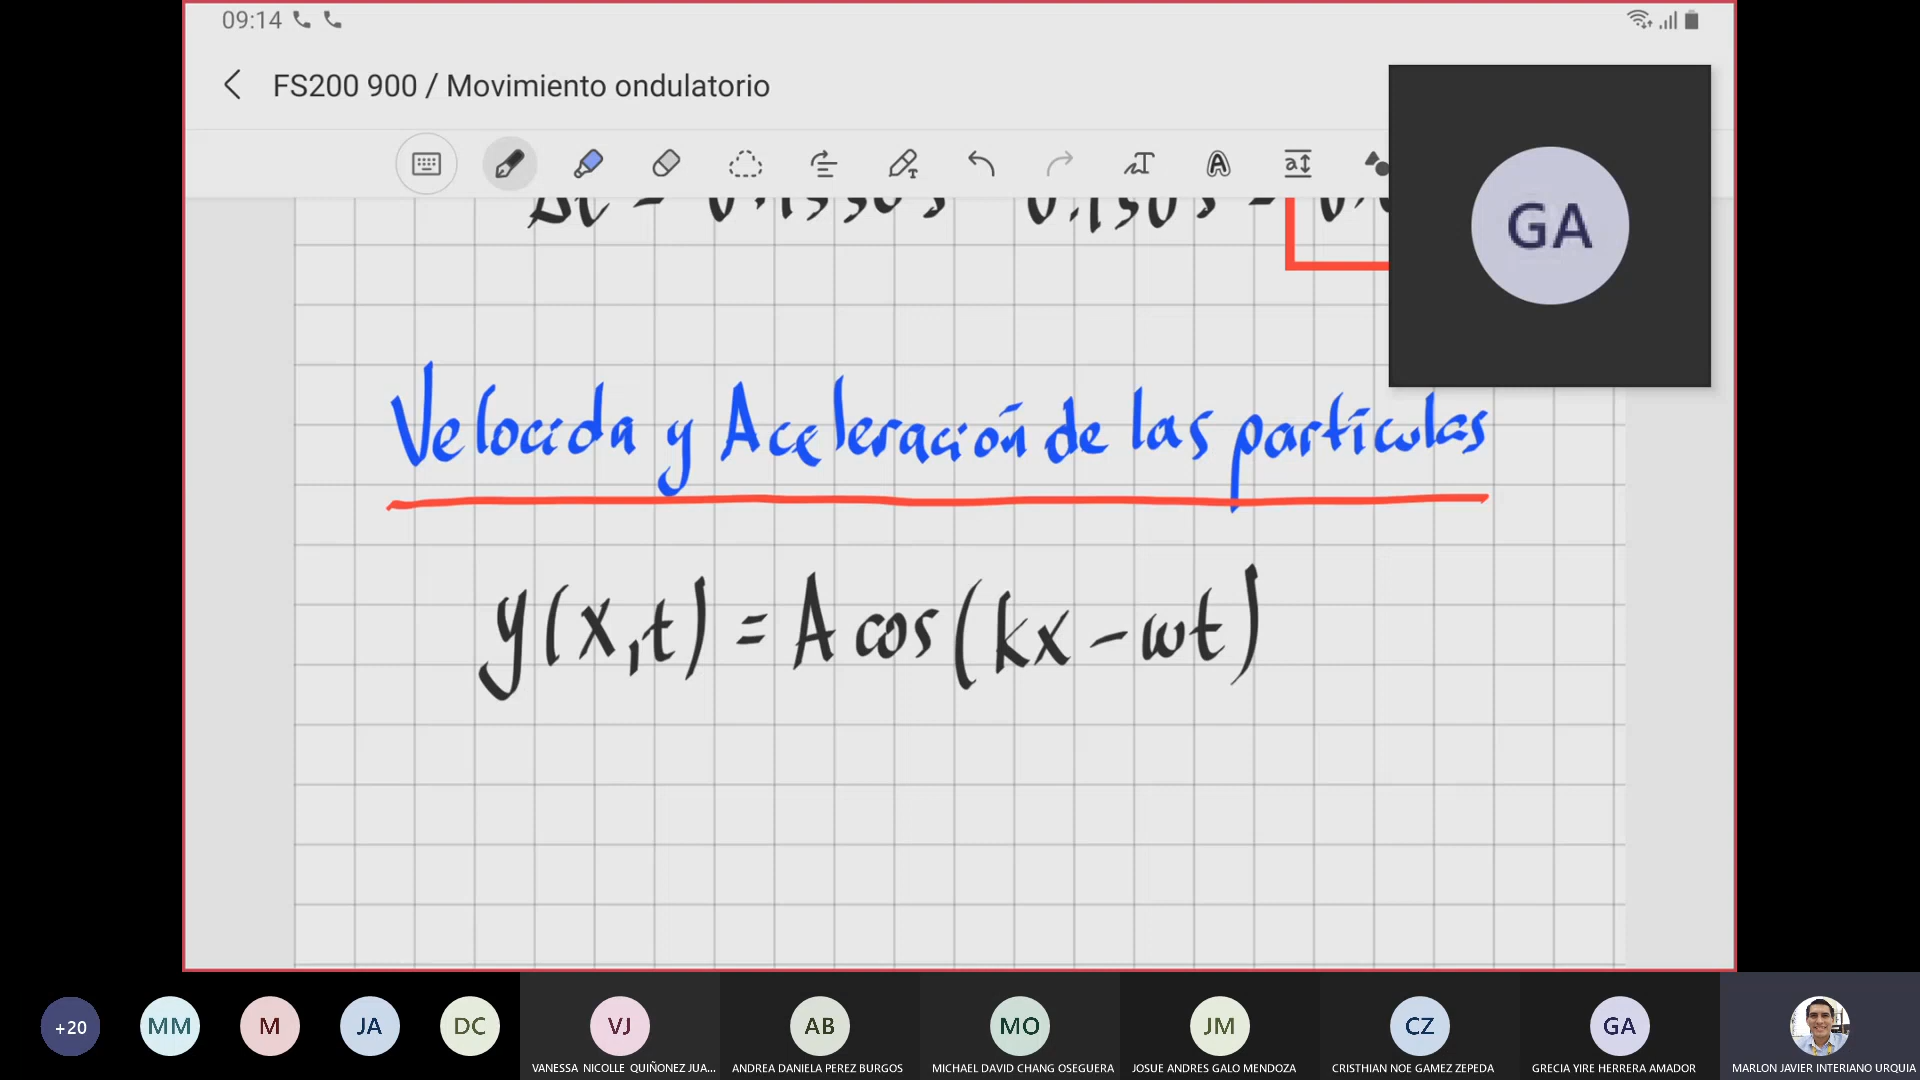 09:14
FS200 900 / Movimiento ondulatorio
GA
Velocida y Aceleración de las partículas
y(x,t) = A cos(kx - ωt)
+20
MM
M
JA
DC
VJ
AB
MO
JM
CZ
GA
VANESSA NICOLLE QUIÑONEZ JUA...
ANDREA DANIELA PEREZ BURGOS
MICHAEL DAVID CHANG OSEGUERA
JOSUE ANDRES GALO MENDOZA
CRISTHIAN NOE GAMEZ ZEPEDA
GRECIA YIRE HERRERA AMADOR
MARLON JAVIER INTERIANO URQUIA